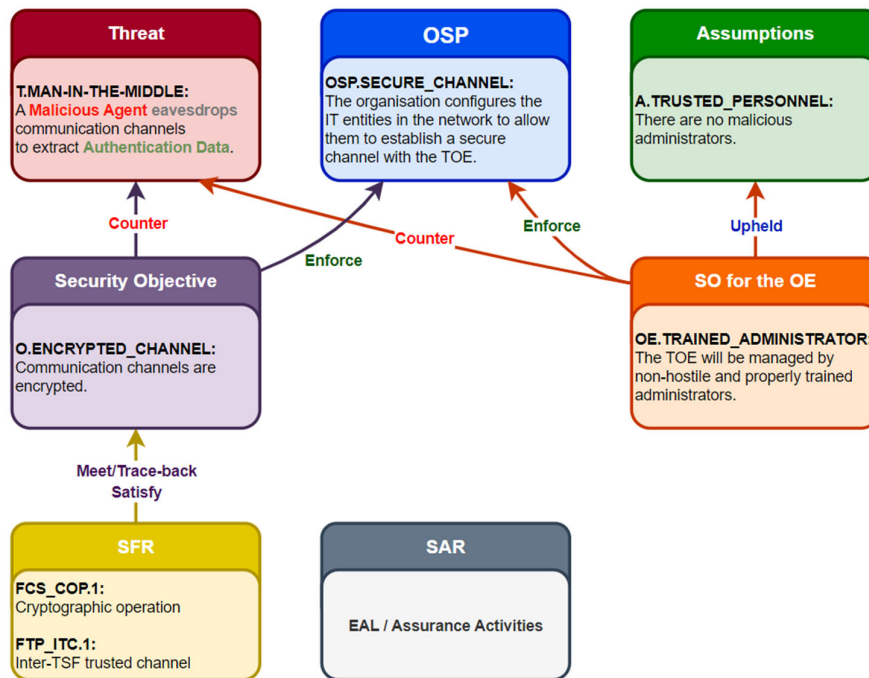 Threat
T.MAN-IN-THE-MIDDLE:
A Malicious Agent eavesdrops
communication channels
to extract Authentication Data.
OSP
OSP.SECURE_CHANNEL:
The organisation configures the
IT entities in the network to allow
them to establish a secure
channel with the TOE.
Assumptions
A.TRUSTED_PERSONNEL:
There are no malicious
administrators.
Counter
Enforce
Counter
Enforce
Upheld
Security Objective
O.ENCRYPTED_CHANNEL:
Communication channels are
encrypted.
SO for the OE
OE.TRAINED_ADMINISTRATOR:
The TOE will be managed by
non-hostile and properly trained
administrators.
Meet/Trace-back
Satisfy
SFR
FCS_COP.1:
Cryptographic operation
FTP_ITC.1:
Inter-TSF trusted channel
SAR
EAL / Assurance Activities